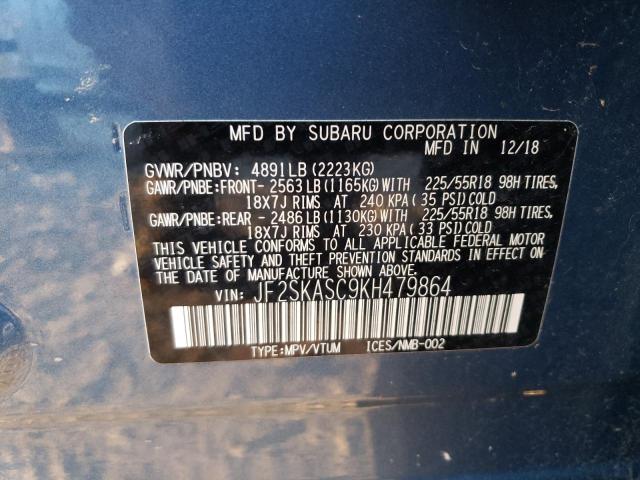 MFD BY SUBARU CORPORATION
MFD IN 12/18
GVWR/PNBV: 4891LB(2223KG)
GAWR/PNBE:FRONT- 2563LB(1165KG)WITH 225/55R18 98H TIRES,
18X7J RIMS AT 240 KPA(35 PSI)COLD
GAWR/PNBE:REAR - 2486LB(1130KG)WITH 225/55R18 98H TIRES,
18X7J RIMS AT 230 KPA(33 PSI)COLD
THIS VEHICLE CONFORMS TO ALL APPLICABLE FEDERAL MOTOR
VEHICLE SAFETY AND THEFT PREVENTION STANDARDS IN EFFECT
ON THE DATE OF MANUFACTURE SHOWN ABOVE.
VIN: JF2SKASC9KH479864
TYPE:MPV/VTUM ICES/NMB-002